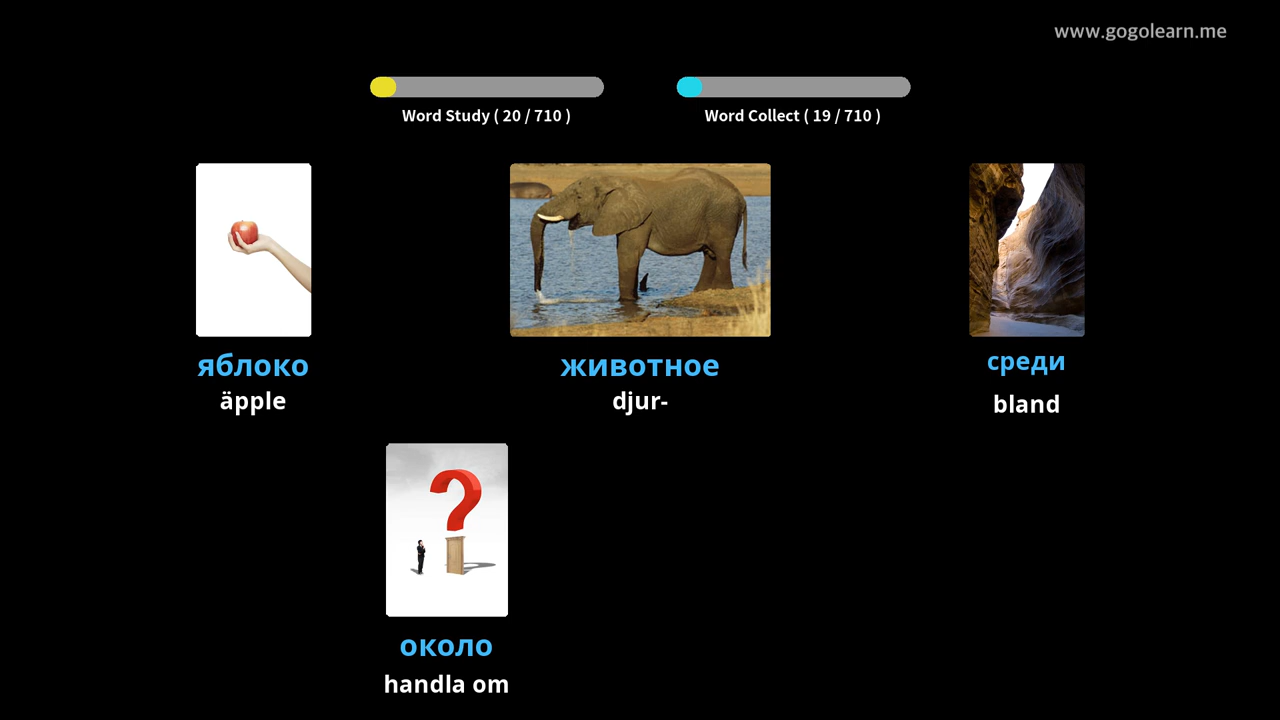 www.gogolearn.me
Word Study ( 20 / 710 )
Word Collect ( 19 / 710 )
яблоко
äpple
животное
djur-
среди
bland
около
handla om